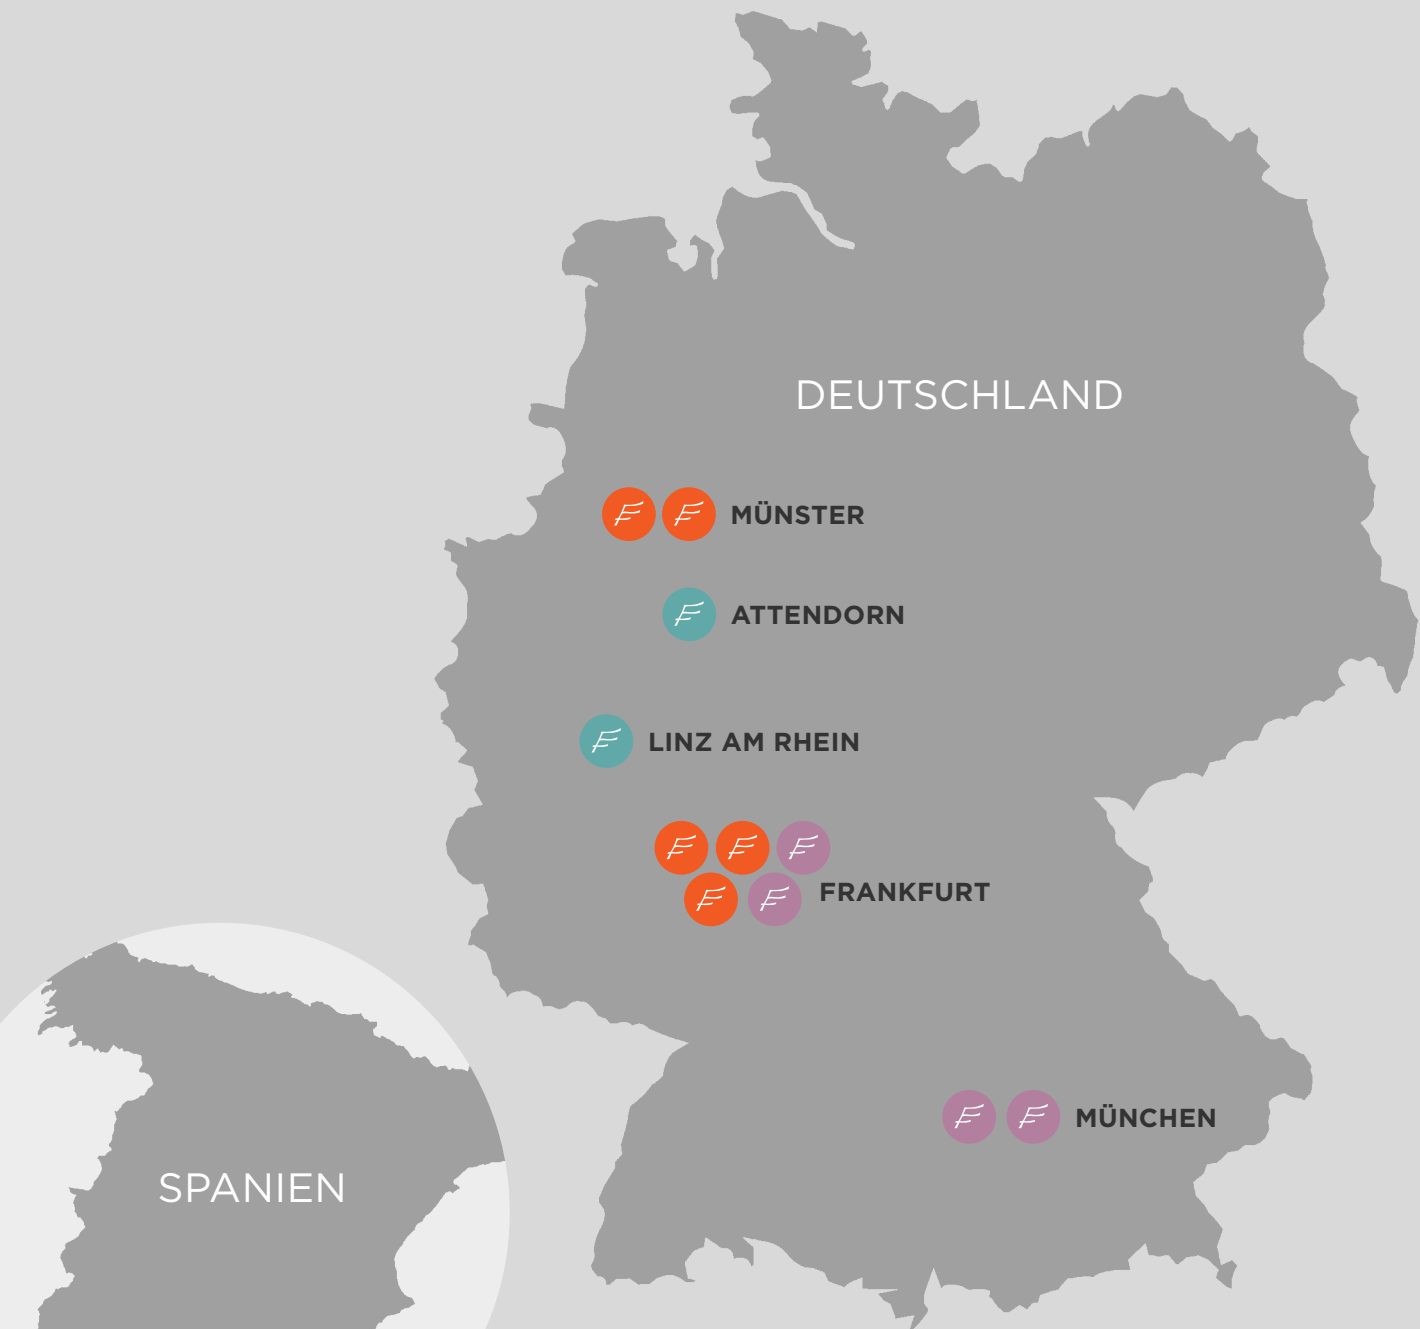 DEUTSCHLAND
MÜNSTER
ATTENDORN
LINZ AM RHEIN
FRANKFURT
MÜNCHEN
SPANIEN